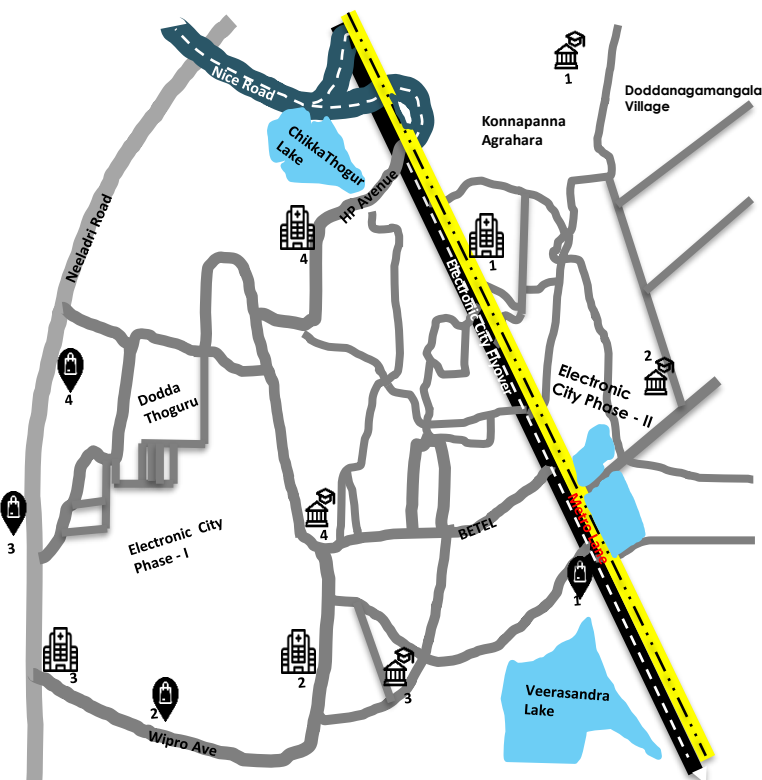 1
Doddanagamangala
Village
Konnapanna
Agrahara
Nice Road
ChikkaThogur
Lake
HP Avenue
Neeladri Road
4
1
Electronic City Flyover
2
Electronic
City Phase - II
4
Dodda
Thoguru
3
4
Electronic City
Phase - I
BETEL
Metro Lane
1
3
2
2
3
Wipro Ave
Veerasandra
Lake